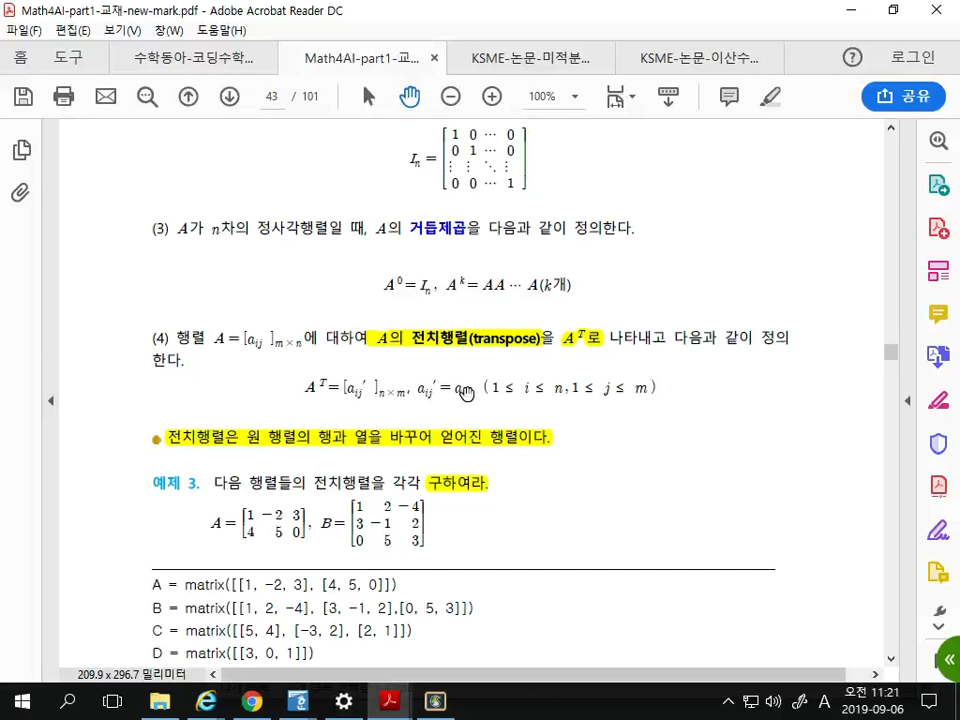 Math4AI-part1-교재-new-mark.pdf - Adobe Acrobat Reader DC
파일(F) 편집(E) 보기(V) 창(W) 도움말(H)
홈 도구 수학동아-코딩수학... Math4AI-part1-교... × KSME-논문-미적분... KSME-논문-이산수... 로그인
43 / 101 100% 공유
Iₙ = [1 0 ⋯ 0
0 1 ⋯ 0
⋮ ⋮ ⋱ ⋮
0 0 ⋯ 1]
(3) A가 n차의 정사각행렬일 때, A의 거듭제곱을 다음과 같이 정의한다.
A⁰ = Iₙ, Aᵏ = AA ⋯ A(k개)
(4) 행렬 A = [aᵢⱼ]ₘ×ₙ에 대하여 A의 전치행렬(transpose)을 Aᵀ로 나타내고 다음과 같이 정의
한다.
Aᵀ = [aᵢⱼ′]ₙ×ₘ, aᵢⱼ′ = a (1 ≤ i ≤ n, 1 ≤ j ≤ m)
● 전치행렬은 원 행렬의 행과 열을 바꾸어 얻어진 행렬이다.
예제 3. 다음 행렬들의 전치행렬을 각각 구하여라.
A = [1 −2 3
4 5 0], B = [1 2 −4
3 −1 2
0 5 3]
A = matrix([[1, -2, 3], [4, 5, 0]])
B = matrix([[1, 2, -4], [3, -1, 2],[0, 5, 3]])
C = matrix([[5, 4], [-3, 2], [2, 1]])
D = matrix([[3, 0, 1]])
209.9 x 296.7 밀리미터
A 오전 11:21
2019-09-06